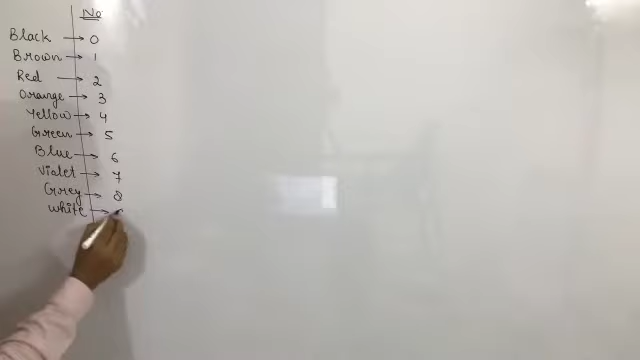 No
Black → 0
Brown → 1
Red → 2
Orange → 3
Yellow → 4
Green → 5
Blue → 6
Violet → 7
Grey → 8
White →